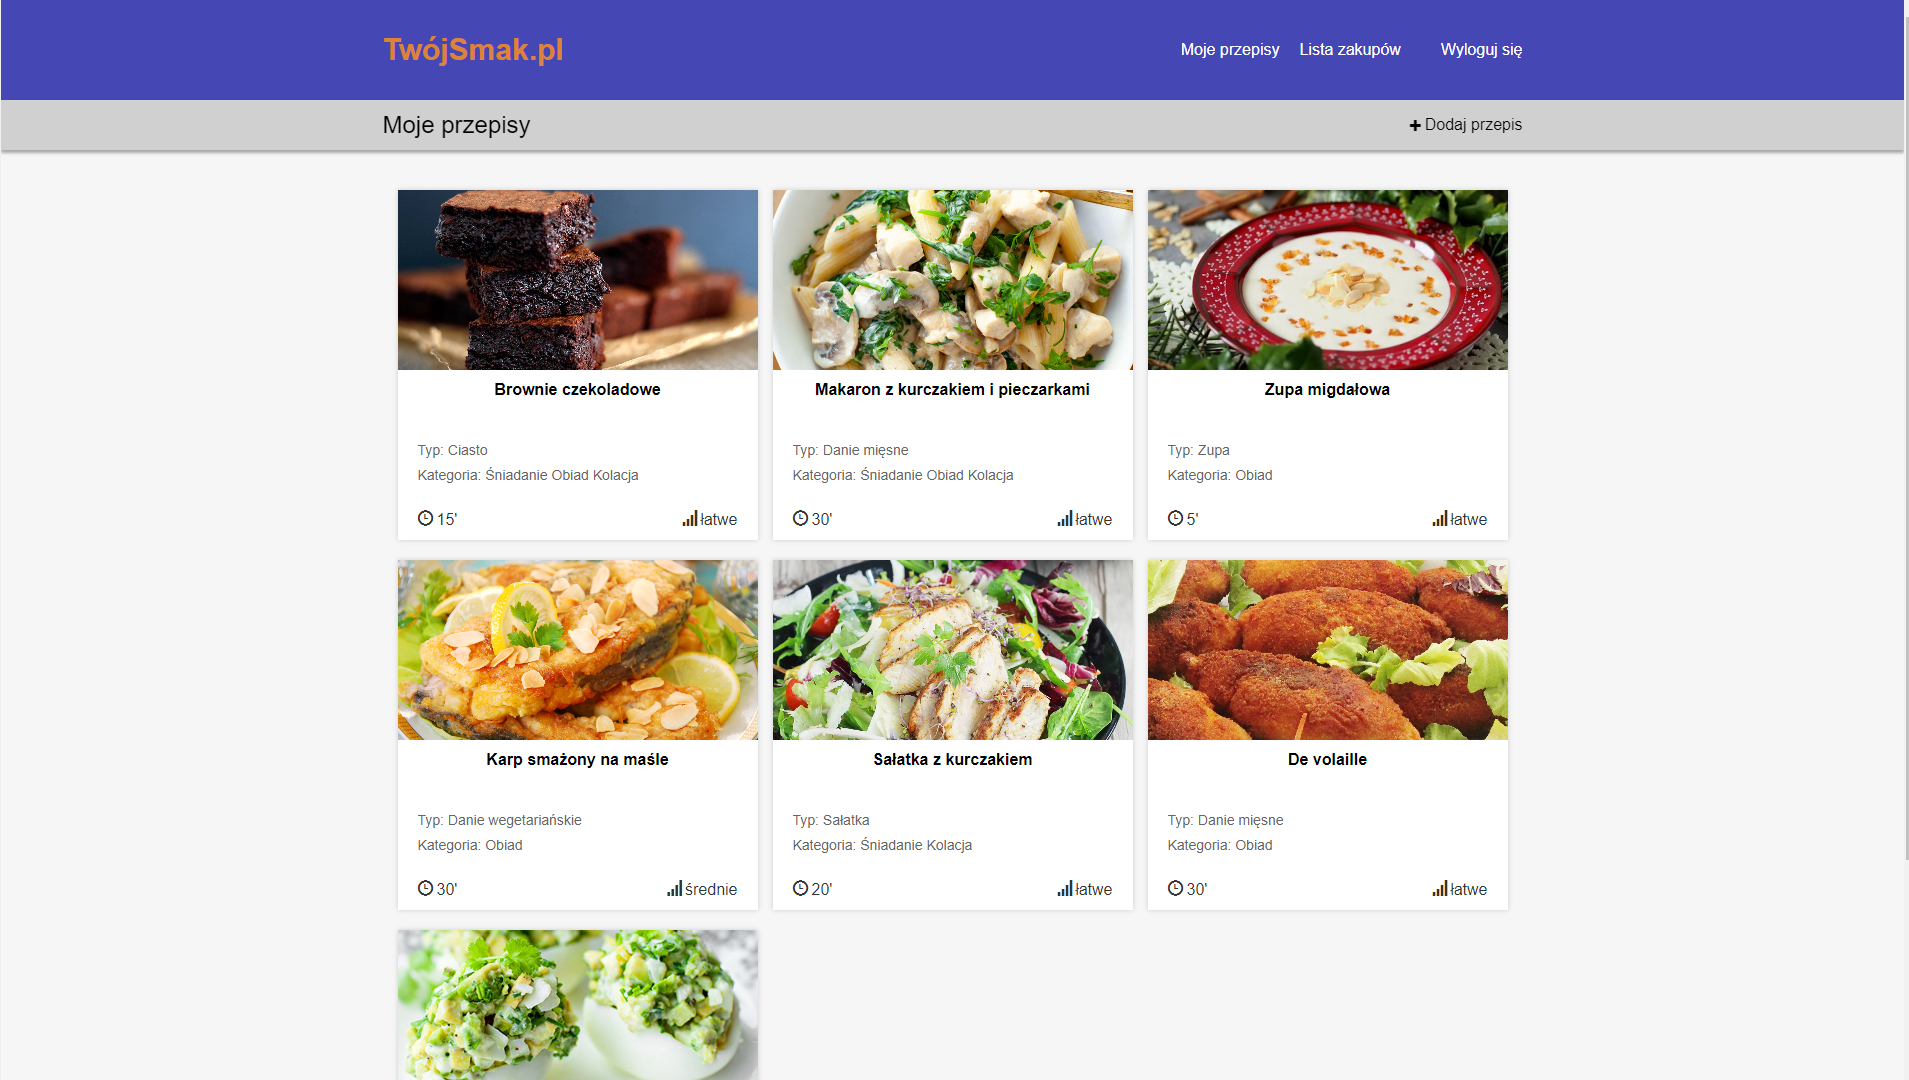 TwójSmak.pl
Moje przepisy Lista zakupów Wyloguj się
Moje przepisy
Dodaj przepis
Brownie czekoladowe
Typ: Ciasto
Kategoria: Śniadanie Obiad Kolacja
15' łatwe
Makaron z kurczakiem i pieczarkami
Typ: Danie mięsne
Kategoria: Śniadanie Obiad Kolacja
30' łatwe
Zupa migdałowa
Typ: Zupa
Kategoria: Obiad
5' łatwe
Karp smażony na maśle
Typ: Danie wegetariańskie
Kategoria: Obiad
30' średnie
Sałatka z kurczakiem
Typ: Sałatka
Kategoria: Śniadanie Kolacja
20' łatwe
De volaille
Typ: Danie mięsne
Kategoria: Obiad
30' łatwe